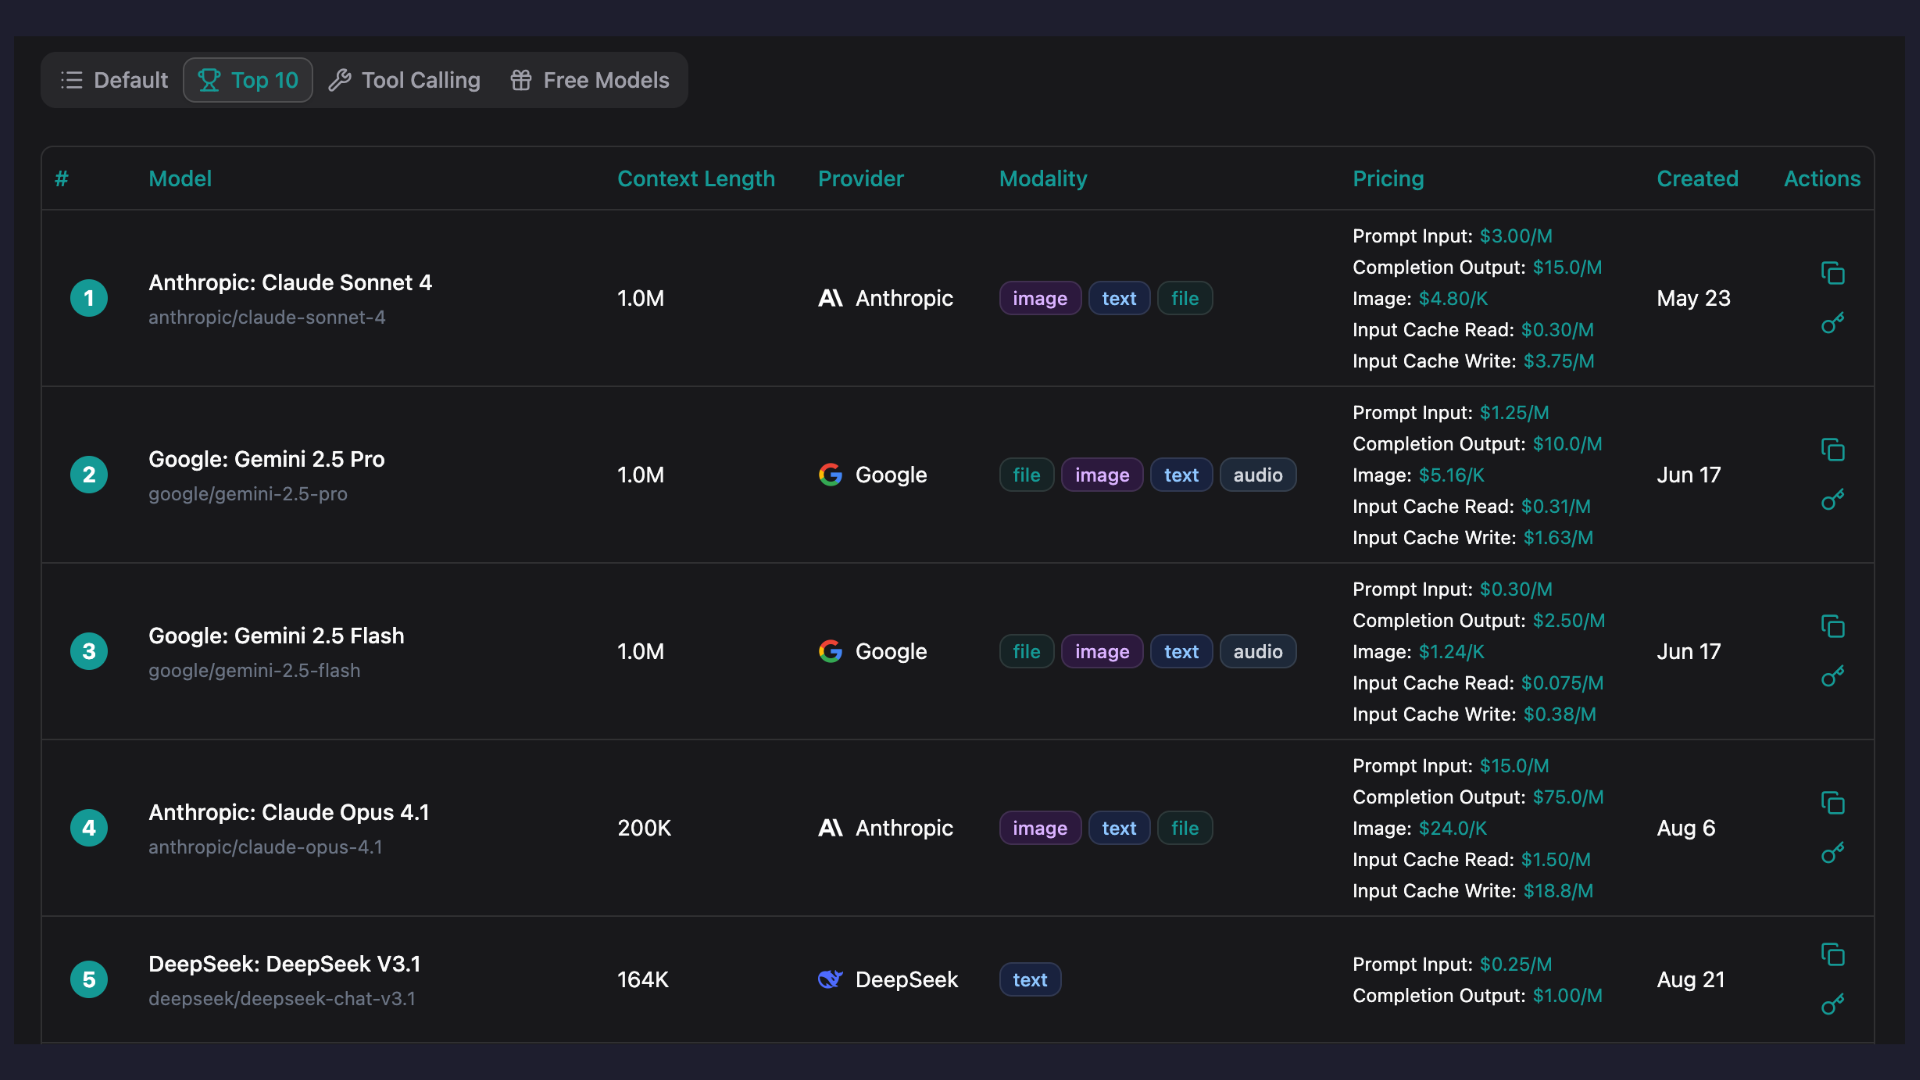 Default Top 10 Tool Calling Free Models
# Model Context Length Provider Modality Pricing Created Actions
1
Anthropic: Claude Sonnet 4
anthropic/claude-sonnet-4
1.0M
Anthropic
image text file
Prompt Input: $3.00/M
Completion Output: $15.0/M
Image: $4.80/K
Input Cache Read: $0.30/M
Input Cache Write: $3.75/M
May 23
2
Google: Gemini 2.5 Pro
google/gemini-2.5-pro
1.0M
Google
file image text audio
Prompt Input: $1.25/M
Completion Output: $10.0/M
Image: $5.16/K
Input Cache Read: $0.31/M
Input Cache Write: $1.63/M
Jun 17
3
Google: Gemini 2.5 Flash
google/gemini-2.5-flash
1.0M
Google
file image text audio
Prompt Input: $0.30/M
Completion Output: $2.50/M
Image: $1.24/K
Input Cache Read: $0.075/M
Input Cache Write: $0.38/M
Jun 17
4
Anthropic: Claude Opus 4.1
anthropic/claude-opus-4.1
200K
Anthropic
image text file
Prompt Input: $15.0/M
Completion Output: $75.0/M
Image: $24.0/K
Input Cache Read: $1.50/M
Input Cache Write: $18.8/M
Aug 6
5
DeepSeek: DeepSeek V3.1
deepseek/deepseek-chat-v3.1
164K
DeepSeek
text
Prompt Input: $0.25/M
Completion Output: $1.00/M
Aug 21